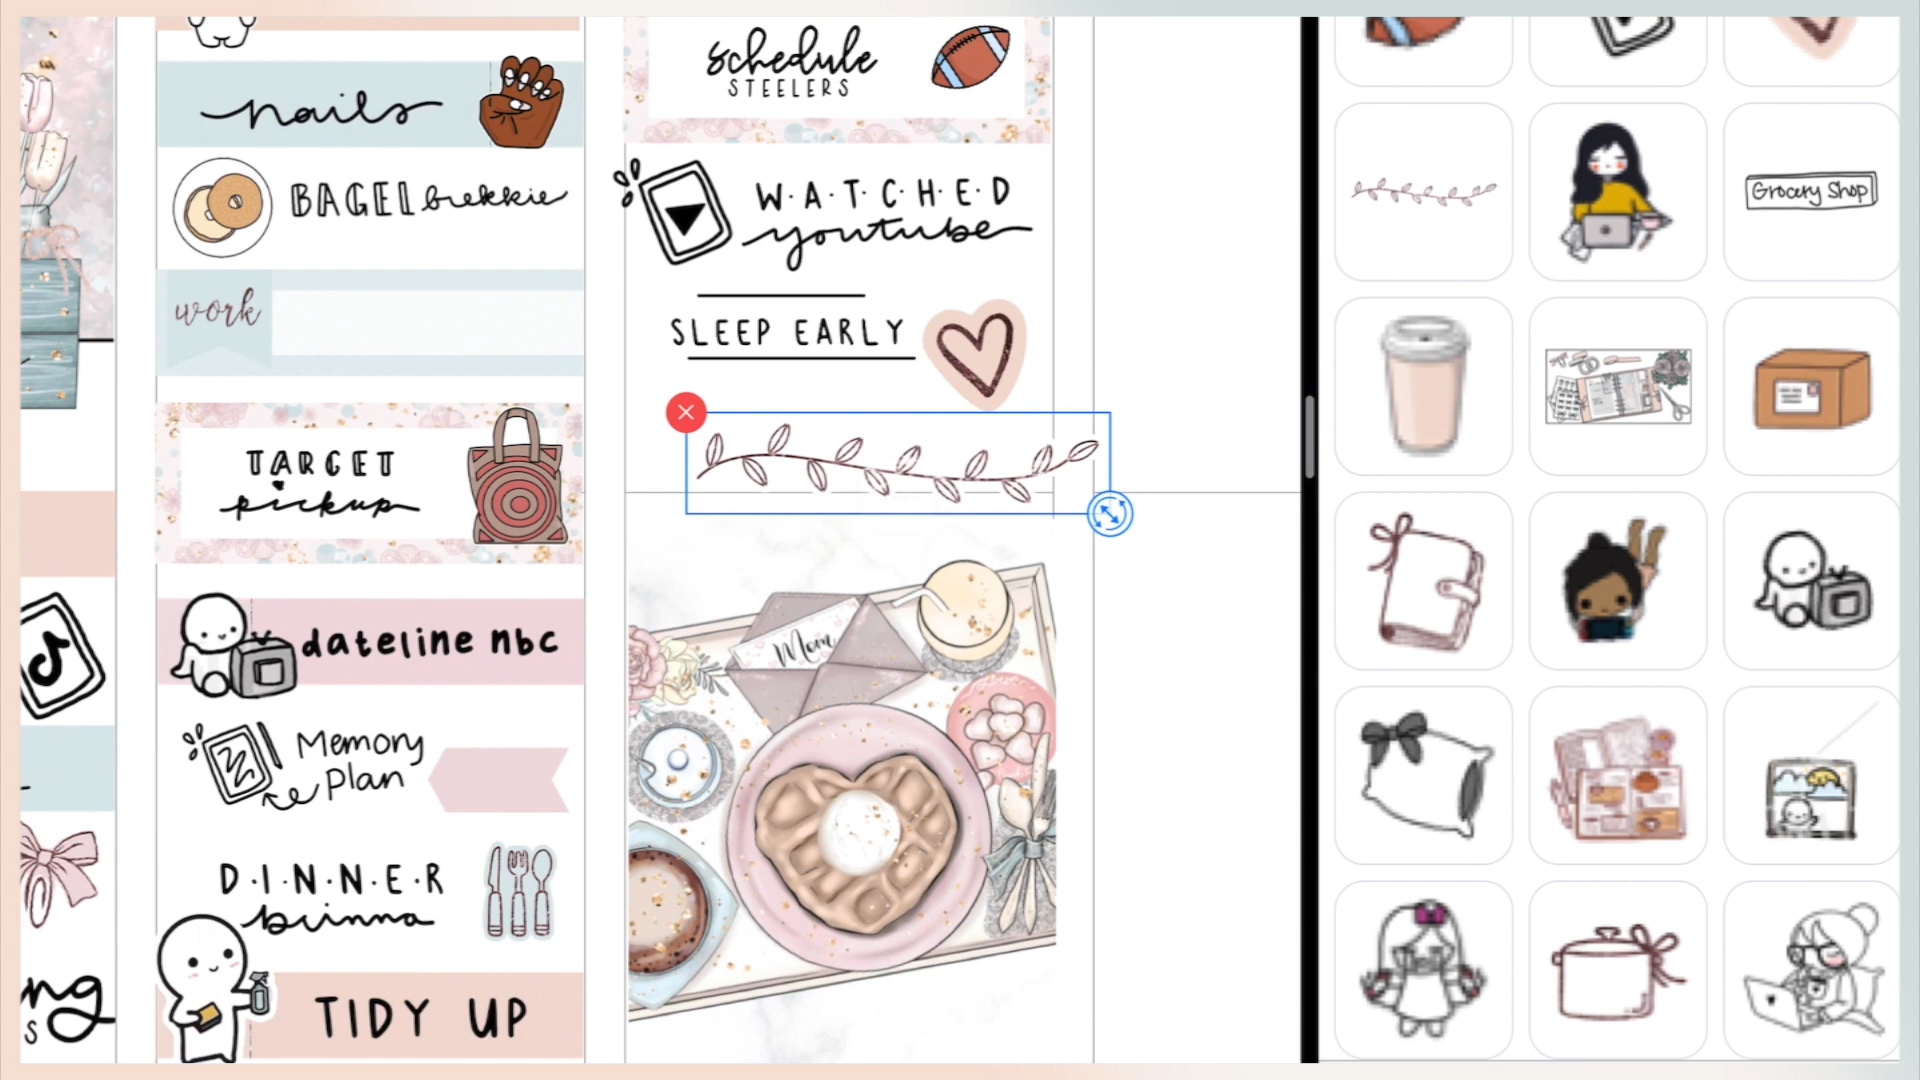 nails
BAGEL brekkie
work
TARGET
pickup
dateline nbc
Memory
Plan
D·I·N·N·E·R
brinna
TIDY UP
schedule
STEELERS
W·A·T·C·H·E·D
youtube
SLEEP EARLY
Mom
Grocery Shop